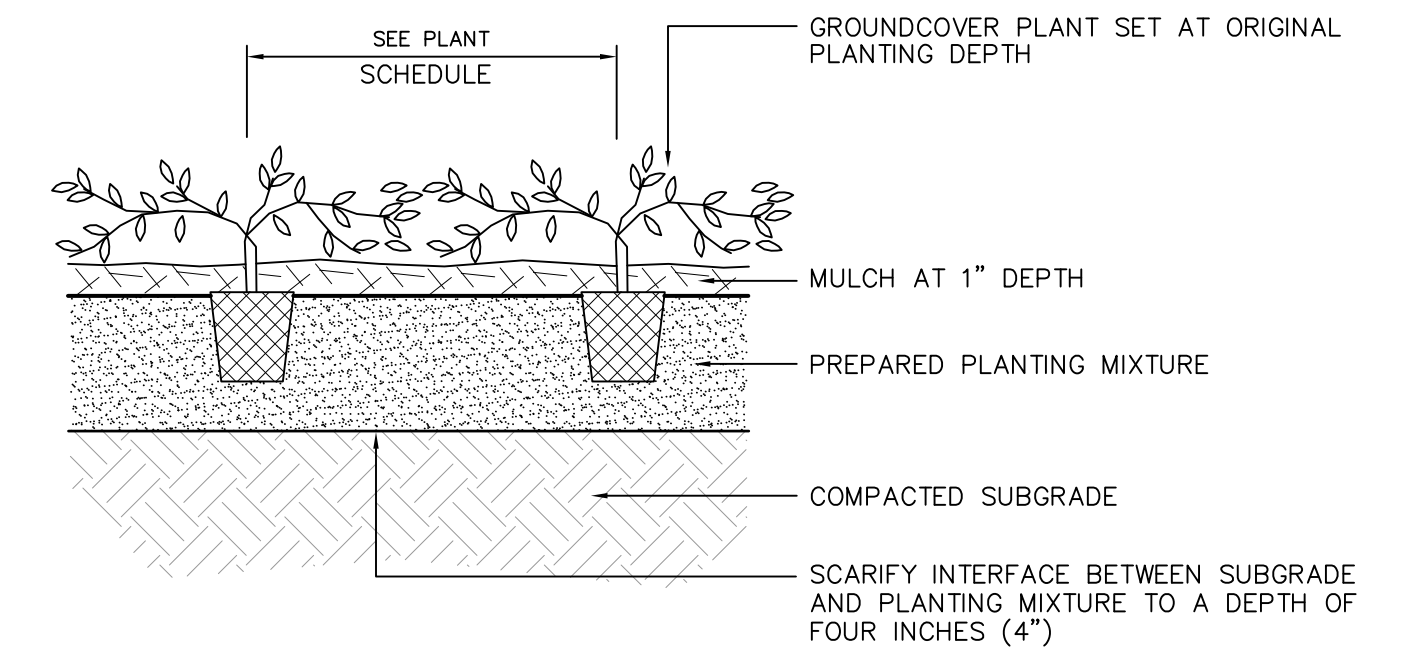 SEE PLANT
SCHEDULE
GROUNDCOVER PLANT SET AT ORIGINAL
PLANTING DEPTH
MULCH AT 1” DEPTH
PREPARED PLANTING MIXTURE
COMPACTED SUBGRADE
SCARIFY INTERFACE BETWEEN SUBGRADE
AND PLANTING MIXTURE TO A DEPTH OF
FOUR INCHES (4”)